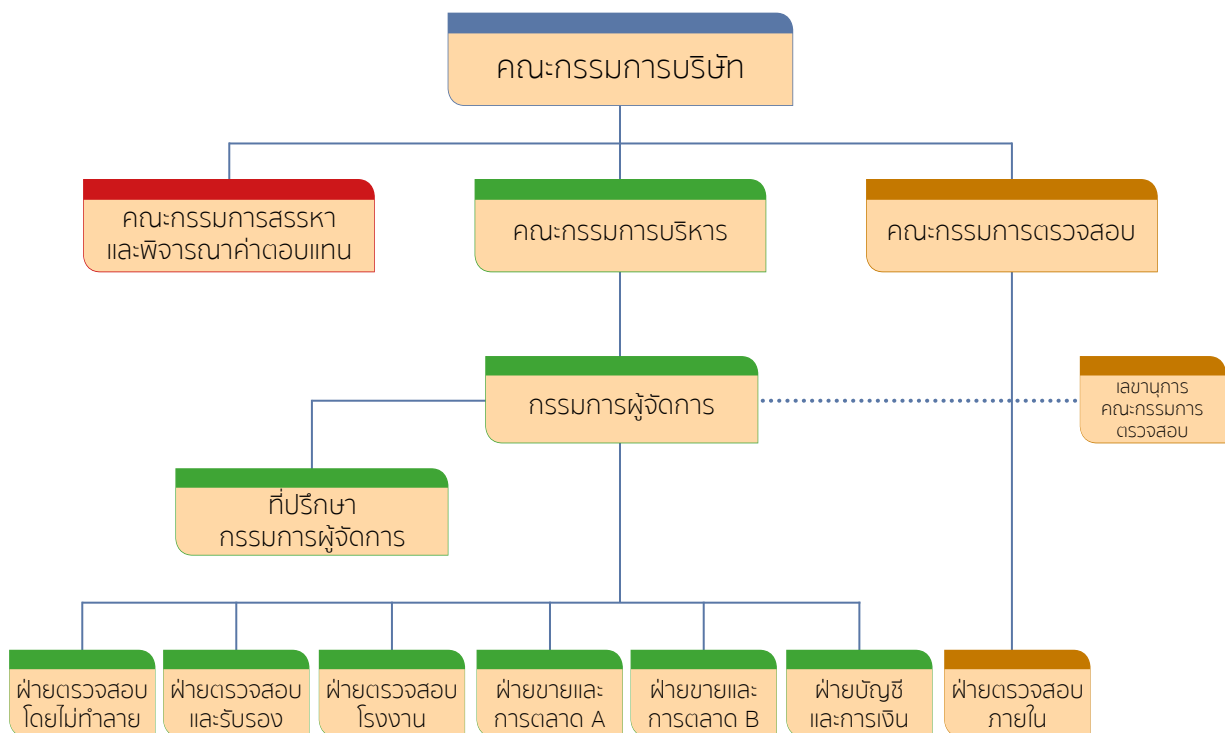 คณะกรรมการบริษัท
คณะกรรมการสรรหา
และพิจารณาค่าตอบแทน
คณะกรรมการบริหาร
คณะกรรมการตรวจสอบ
กรรมการผู้จัดการ
เลขานุการ
คณะกรรมการ
ตรวจสอบ
ที่ปรึกษา
กรรมการผู้จัดการ
ฝ่ายตรวจสอบ
โดยไม่ทำลาย
ฝ่ายตรวจสอบ
และรับรอง
ฝ่ายตรวจสอบ
โรงงาน
ฝ่ายขายและ
การตลาด A
ฝ่ายขายและ
การตลาด B
ฝ่ายบัญชี
และการเงิน
ฝ่ายตรวจสอบ
ภายใน